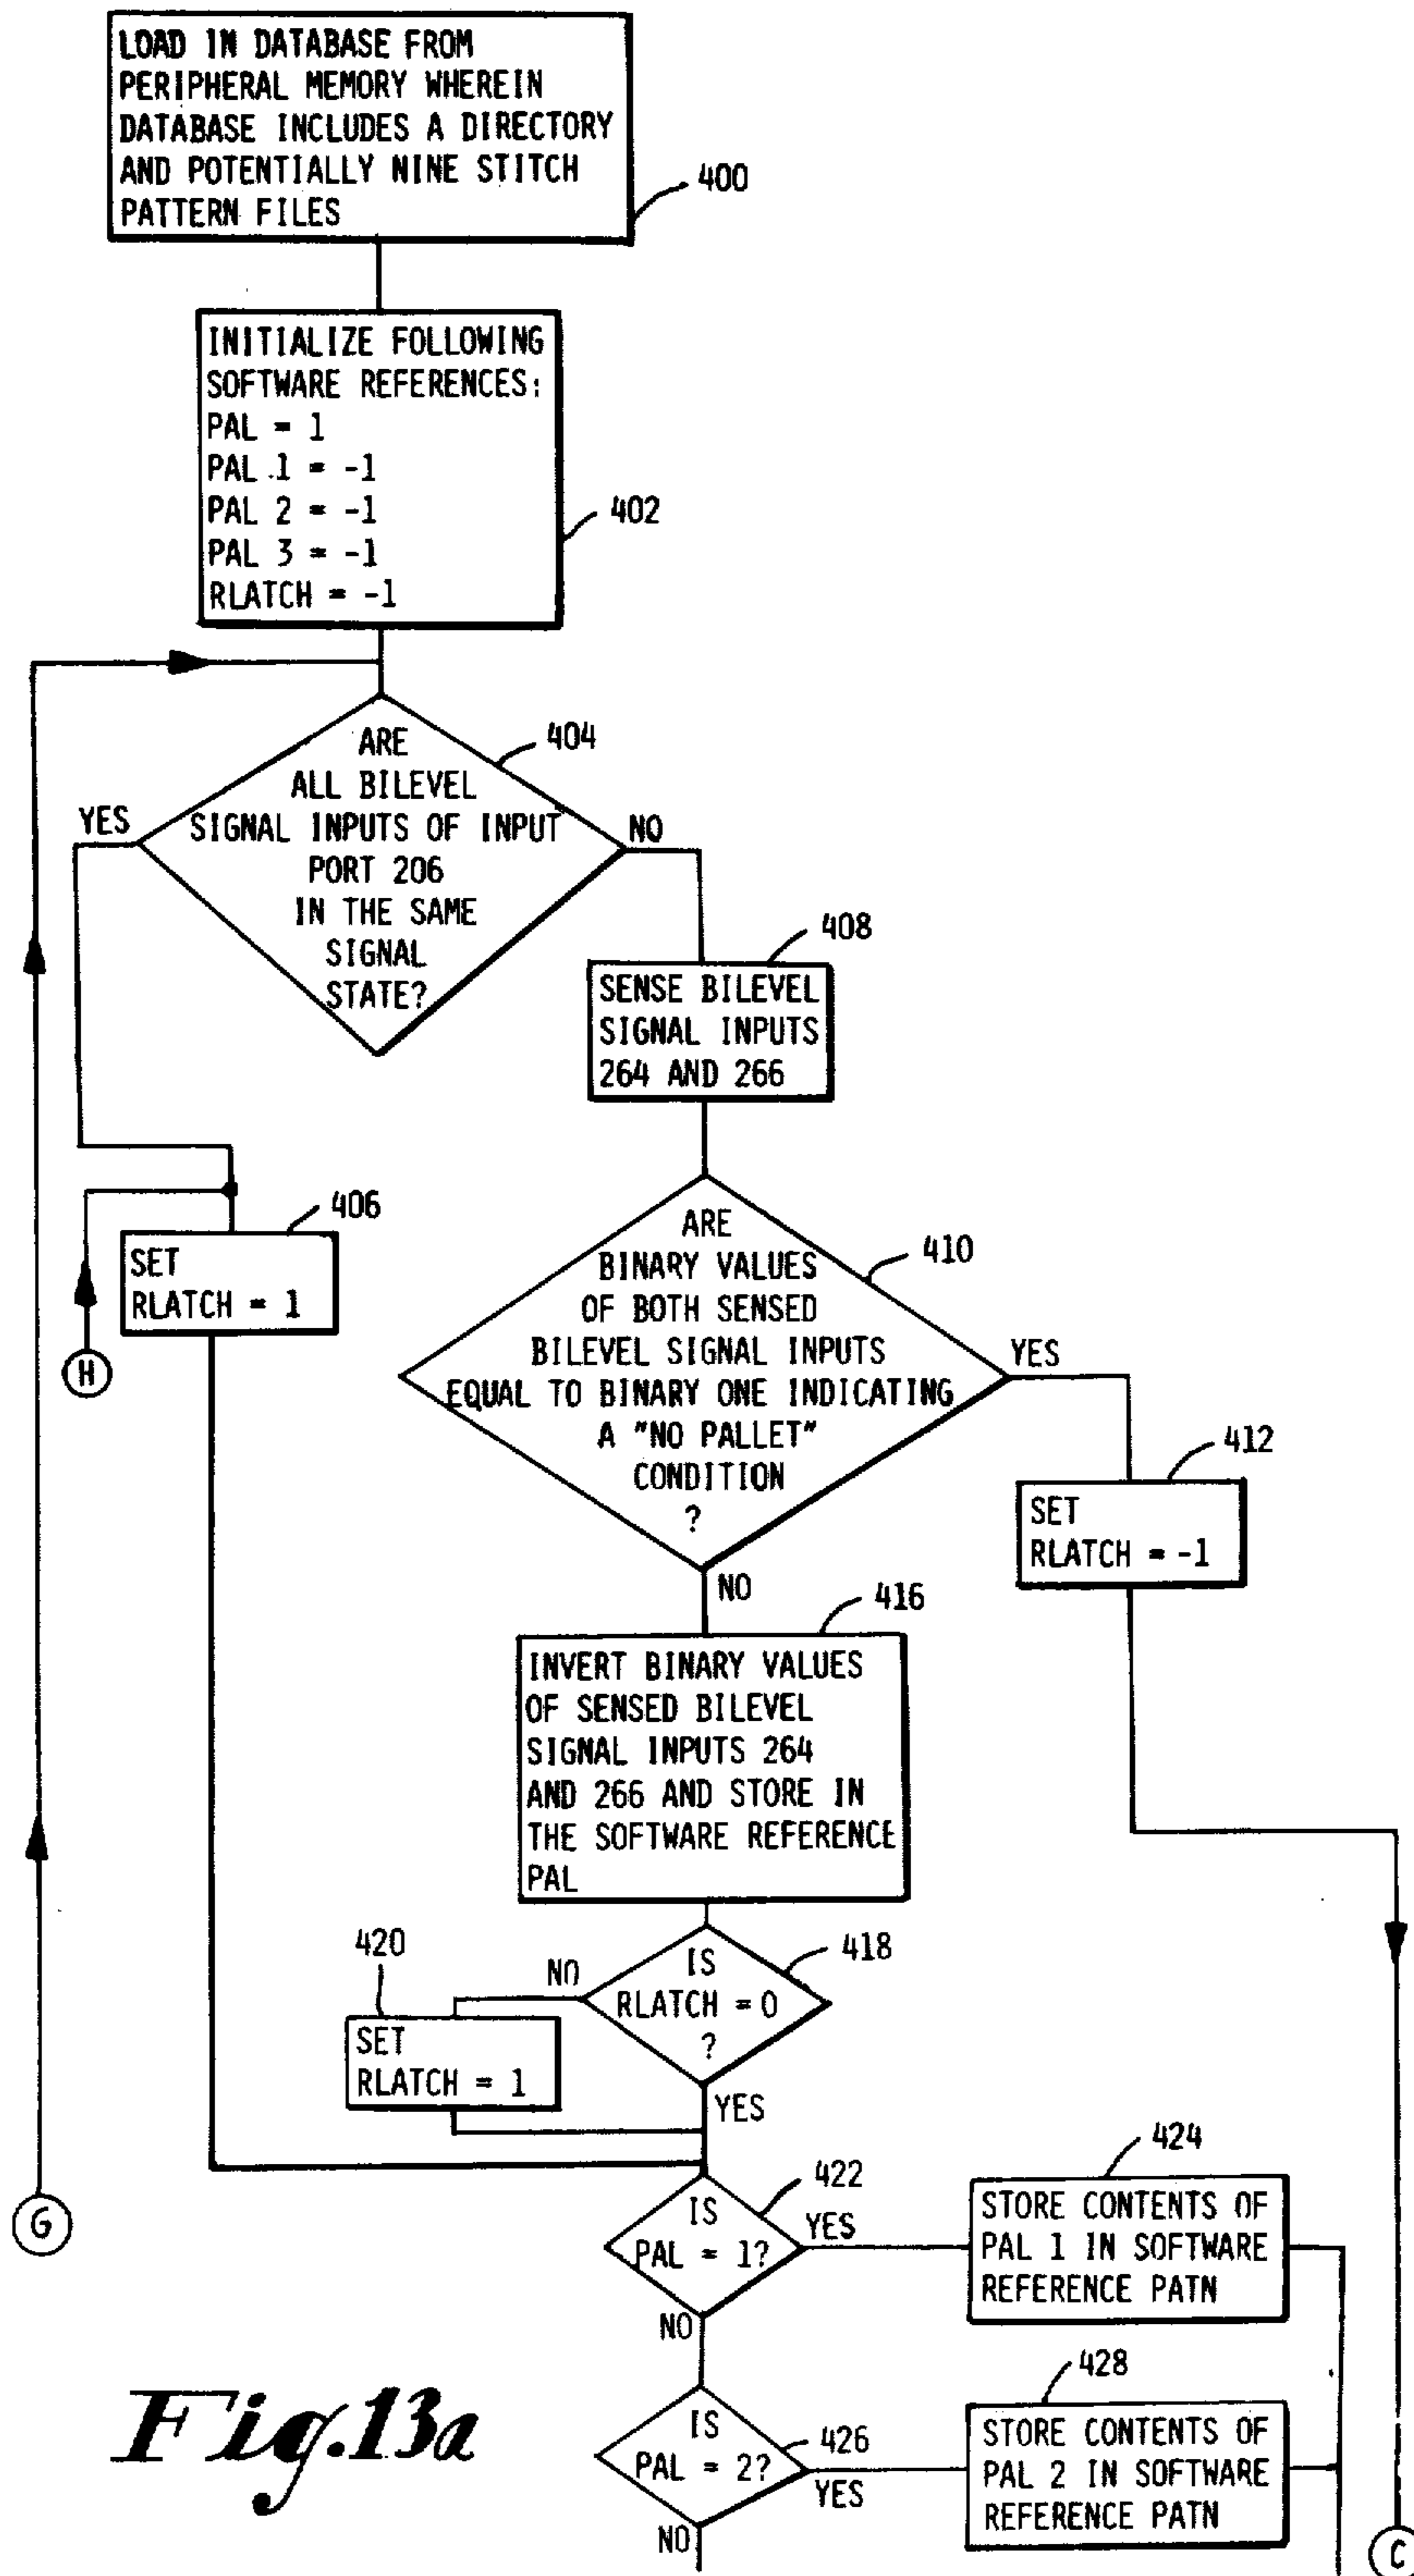 LOAD IN DATABASE FROM
PERIPHERAL MEMORY WHEREIN
DATABASE INCLUDES A DIRECTORY
AND POTENTIALLY NINE STITCH
PATTERN FILES
400
INITIALIZE FOLLOWING
SOFTWARE REFERENCES:
PAL = 1
PAL 1 = -1
PAL 2 = -1
PAL 3 = -1
RLATCH = -1
402
ARE
ALL BILEVEL
SIGNAL INPUTS OF INPUT
PORT 206
IN THE SAME
SIGNAL
STATE?
404
YES
NO
408
SENSE BILEVEL
SIGNAL INPUTS
264 AND 266
406
SET
RLATCH = 1
H
ARE
BINARY VALUES
OF BOTH SENSED
BILEVEL SIGNAL INPUTS
EQUAL TO BINARY ONE INDICATING
A "NO PALLET"
CONDITION
?
410
YES
412
SET
RLATCH = -1
NO
416
INVERT BINARY VALUES
OF SENSED BILEVEL
SIGNAL INPUTS 264
AND 266 AND STORE IN
THE SOFTWARE REFERENCE
PAL
IS
RLATCH = 0
?
418
NO
420
SET
RLATCH = 1
YES
G
IS
PAL = 1?
422
YES
424
STORE CONTENTS OF
PAL 1 IN SOFTWARE
REFERENCE PATN
NO
IS
PAL = 2?
426
YES
428
STORE CONTENTS OF
PAL 2 IN SOFTWARE
REFERENCE PATN
NO
C
Fig.13a